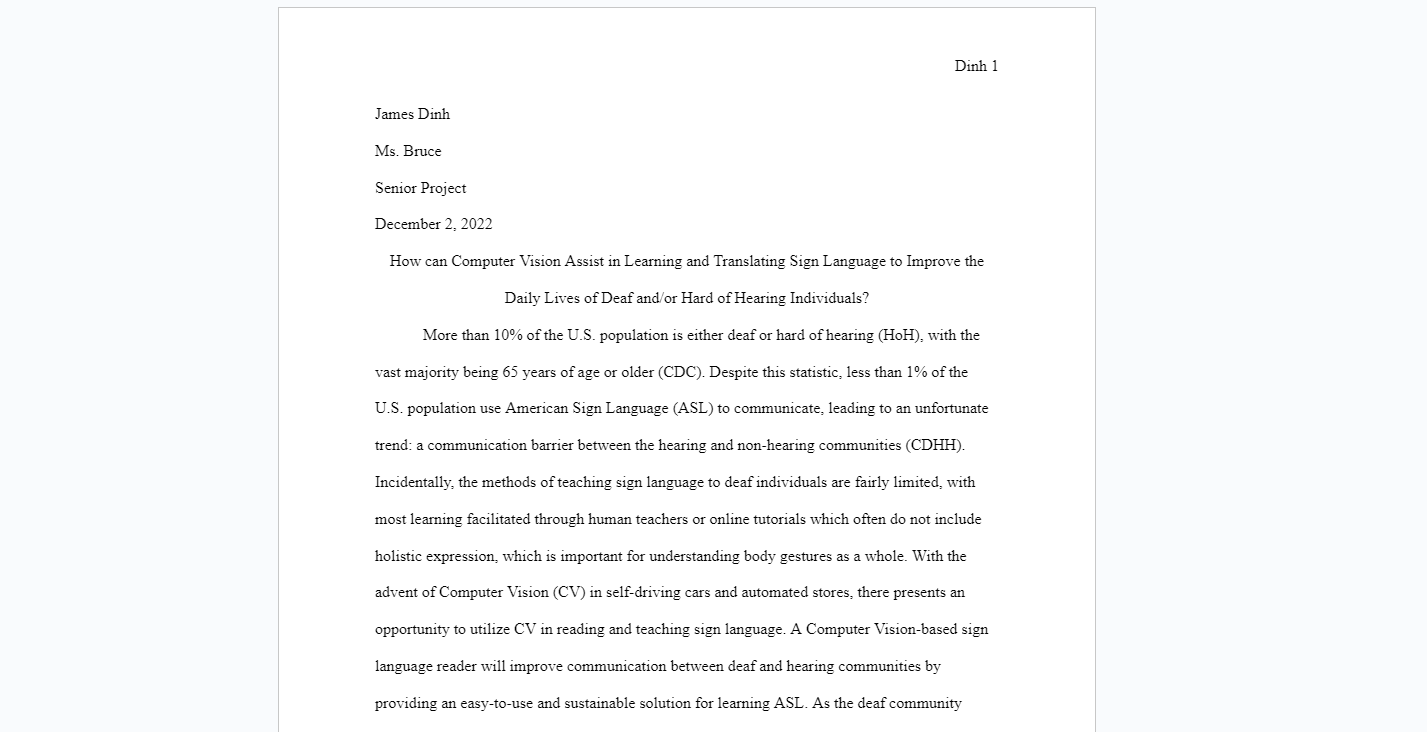 Dinh 1
James Dinh
Ms. Bruce
Senior Project
December 2, 2022
How can Computer Vision Assist in Learning and Translating Sign Language to Improve the
Daily Lives of Deaf and/or Hard of Hearing Individuals?
More than 10% of the U.S. population is either deaf or hard of hearing (HoH), with the
vast majority being 65 years of age or older (CDC). Despite this statistic, less than 1% of the
U.S. population use American Sign Language (ASL) to communicate, leading to an unfortunate
trend: a communication barrier between the hearing and non-hearing communities (CDHH).
Incidentally, the methods of teaching sign language to deaf individuals are fairly limited, with
most learning facilitated through human teachers or online tutorials which often do not include
holistic expression, which is important for understanding body gestures as a whole. With the
advent of Computer Vision (CV) in self-driving cars and automated stores, there presents an
opportunity to utilize CV in reading and teaching sign language. A Computer Vision-based sign
language reader will improve communication between deaf and hearing communities by
providing an easy-to-use and sustainable solution for learning ASL. As the deaf community